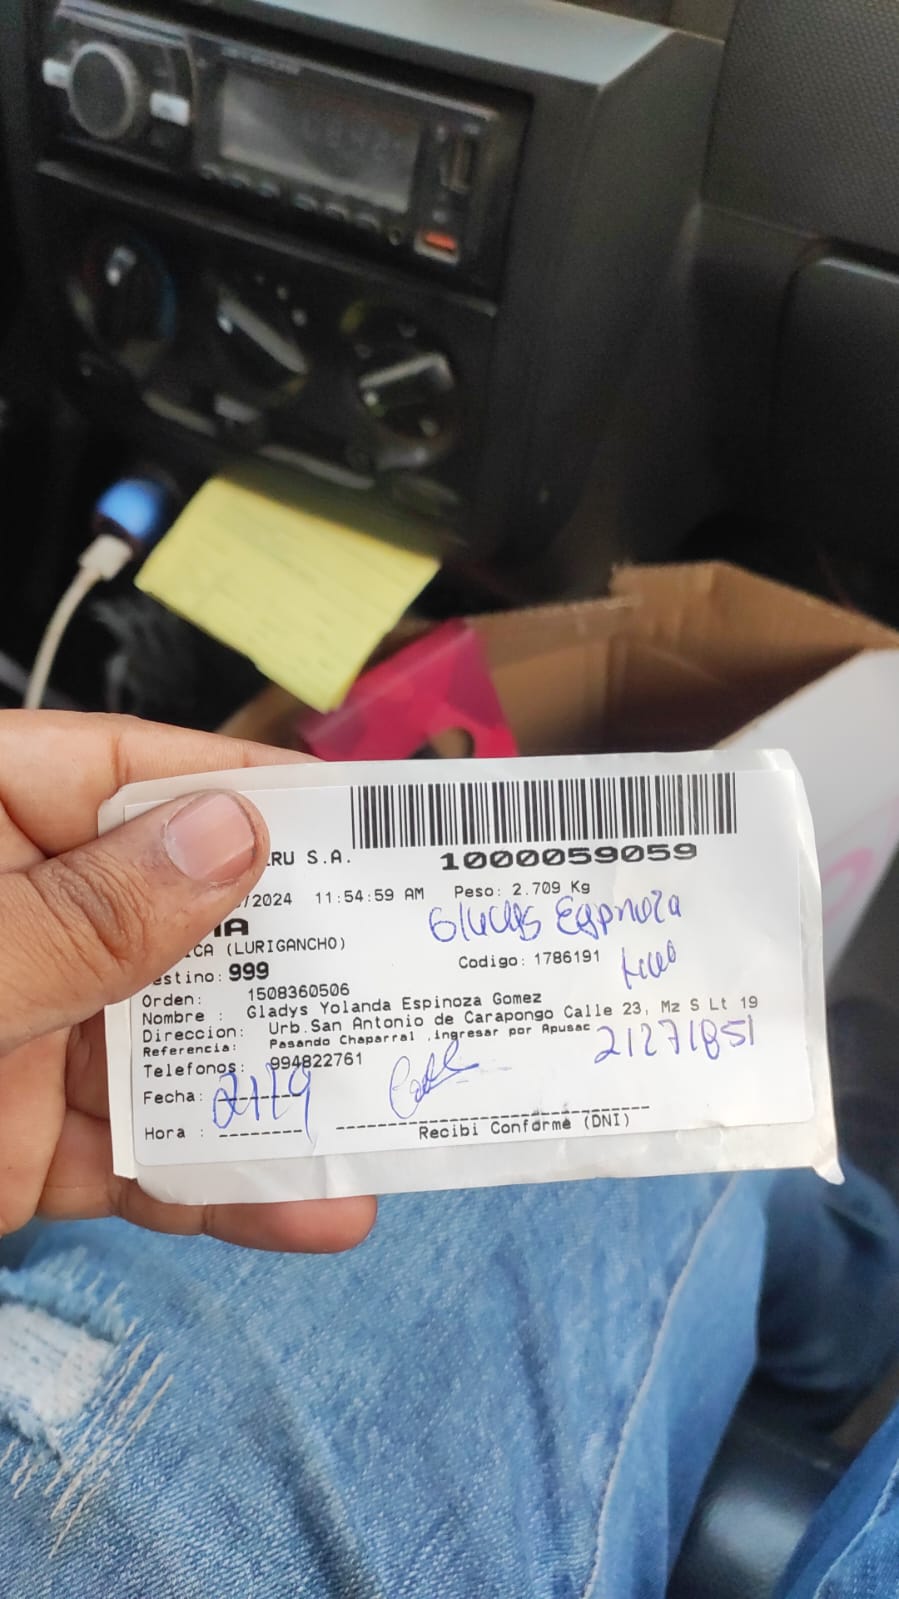 ERU S.A.
1000059059
/2024 11:54:59 AM Peso: 2.709 Kg
IA
Espinoza
CA (LURIGANCHO)
estino: 999 Codigo: 1786191
Orden: 1508360506
Nombre : Gladys Yolanda Espinoza Gomez
Direccion: Urb.San Antonio de Carapongo Calle 23, Mz S Lt 19
Referencia: Pasando Chaparral ,ingresar por Apusac
21271851
Telefonos: 994822761
Fecha:
Hora :
Recibi Conforme (DNI)